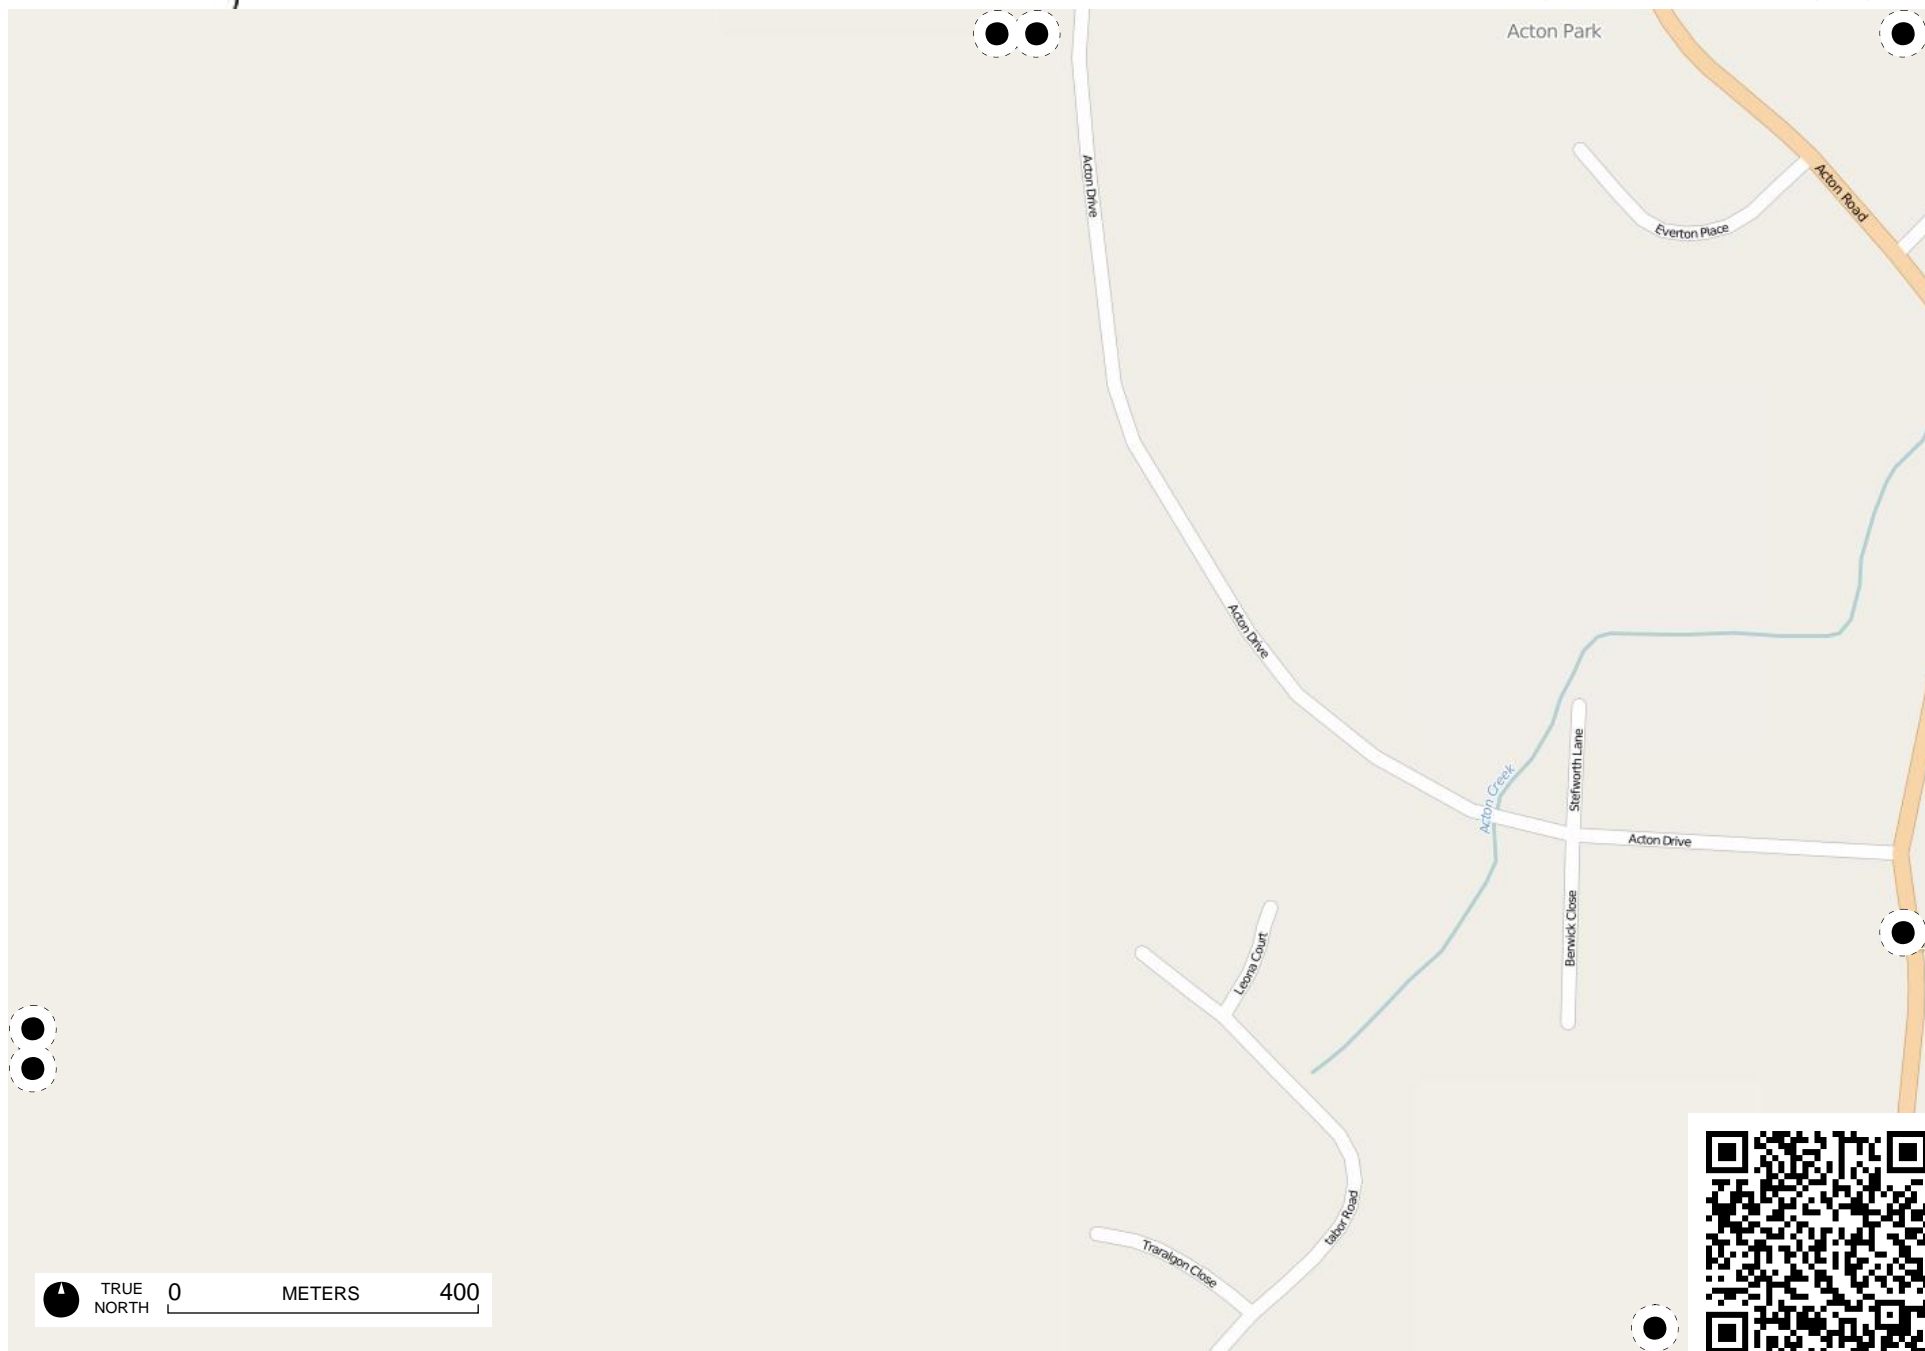 Acton Park
Acton Drive
Acton Road
Everton Place
Acton Drive
Stefworth Lane
Acton Creek
Acton Drive
Berwick Close
Leona Court
tabor Road
Traralgon Close
TRUE NORTH
0 METERS 400